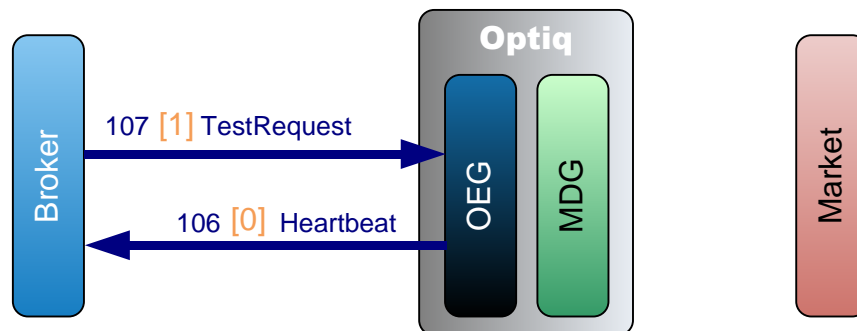 Optiq
Broker
107 [1] TestRequest
106 [0] Heartbeat
OEG
MDG
Market